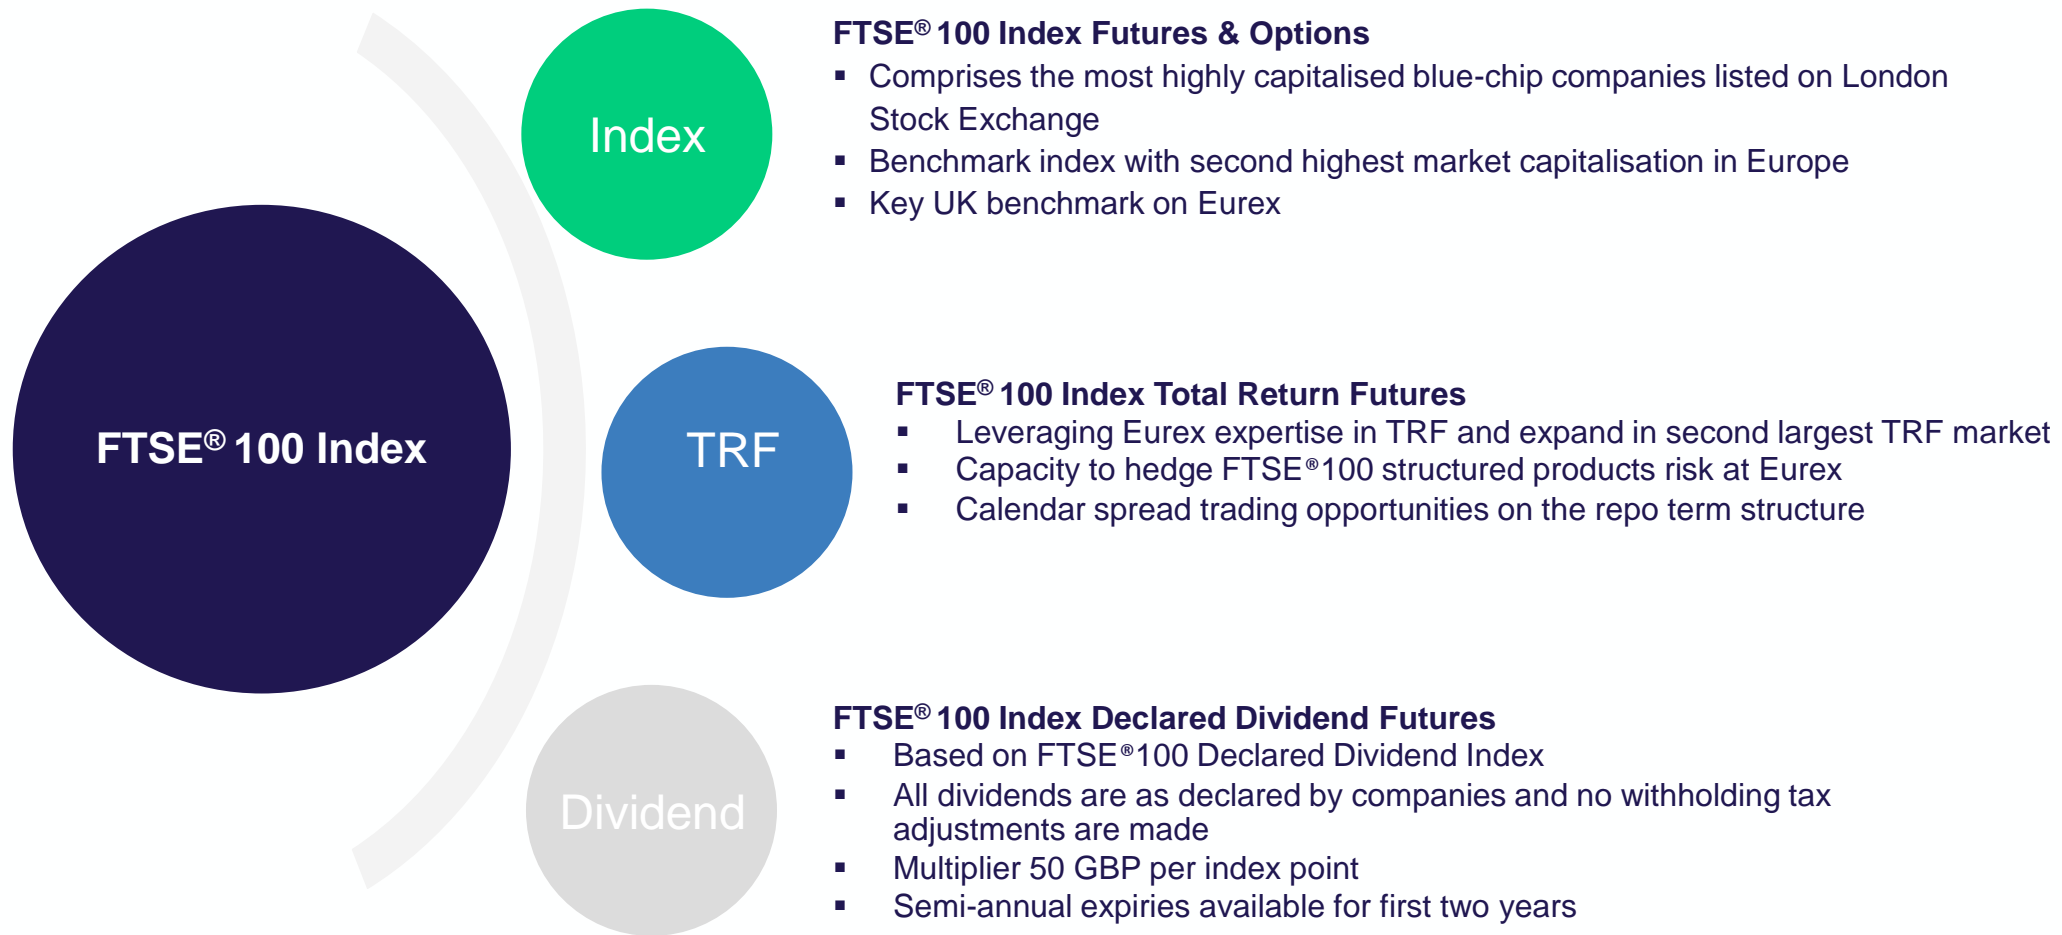 FTSE® 100 Index
Index
FTSE® 100 Index Futures & Options
▪ Comprises the most highly capitalised blue-chip companies listed on London
Stock Exchange
▪ Benchmark index with second highest market capitalisation in Europe
▪ Key UK benchmark on Eurex
TRF
FTSE® 100 Index Total Return Futures
▪ Leveraging Eurex expertise in TRF and expand in second largest TRF market
▪ Capacity to hedge FTSE®100 structured products risk at Eurex
▪ Calendar spread trading opportunities on the repo term structure
Dividend
FTSE® 100 Index Declared Dividend Futures
▪ Based on FTSE®100 Declared Dividend Index
▪ All dividends are as declared by companies and no withholding tax
adjustments are made
▪ Multiplier 50 GBP per index point
▪ Semi-annual expiries available for first two years